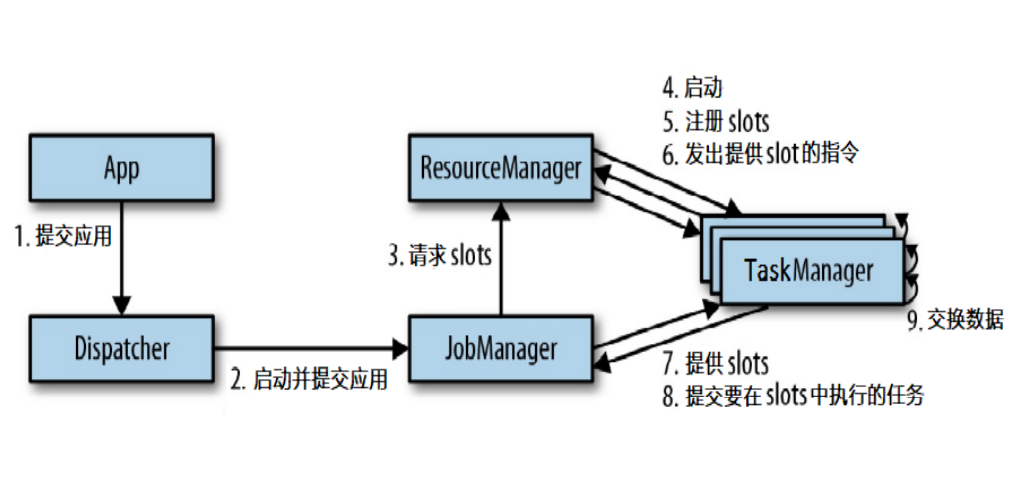 4. 启动
5. 注册 slots
6. 发出提供 slot 的指令
App
ResourceManager
1. 提交应用
3. 请求 slots
TaskManager
9. 交换数据
Dispatcher
JobManager
2. 启动并提交应用
7. 提供 slots
8. 提交要在 slots 中执行的任务